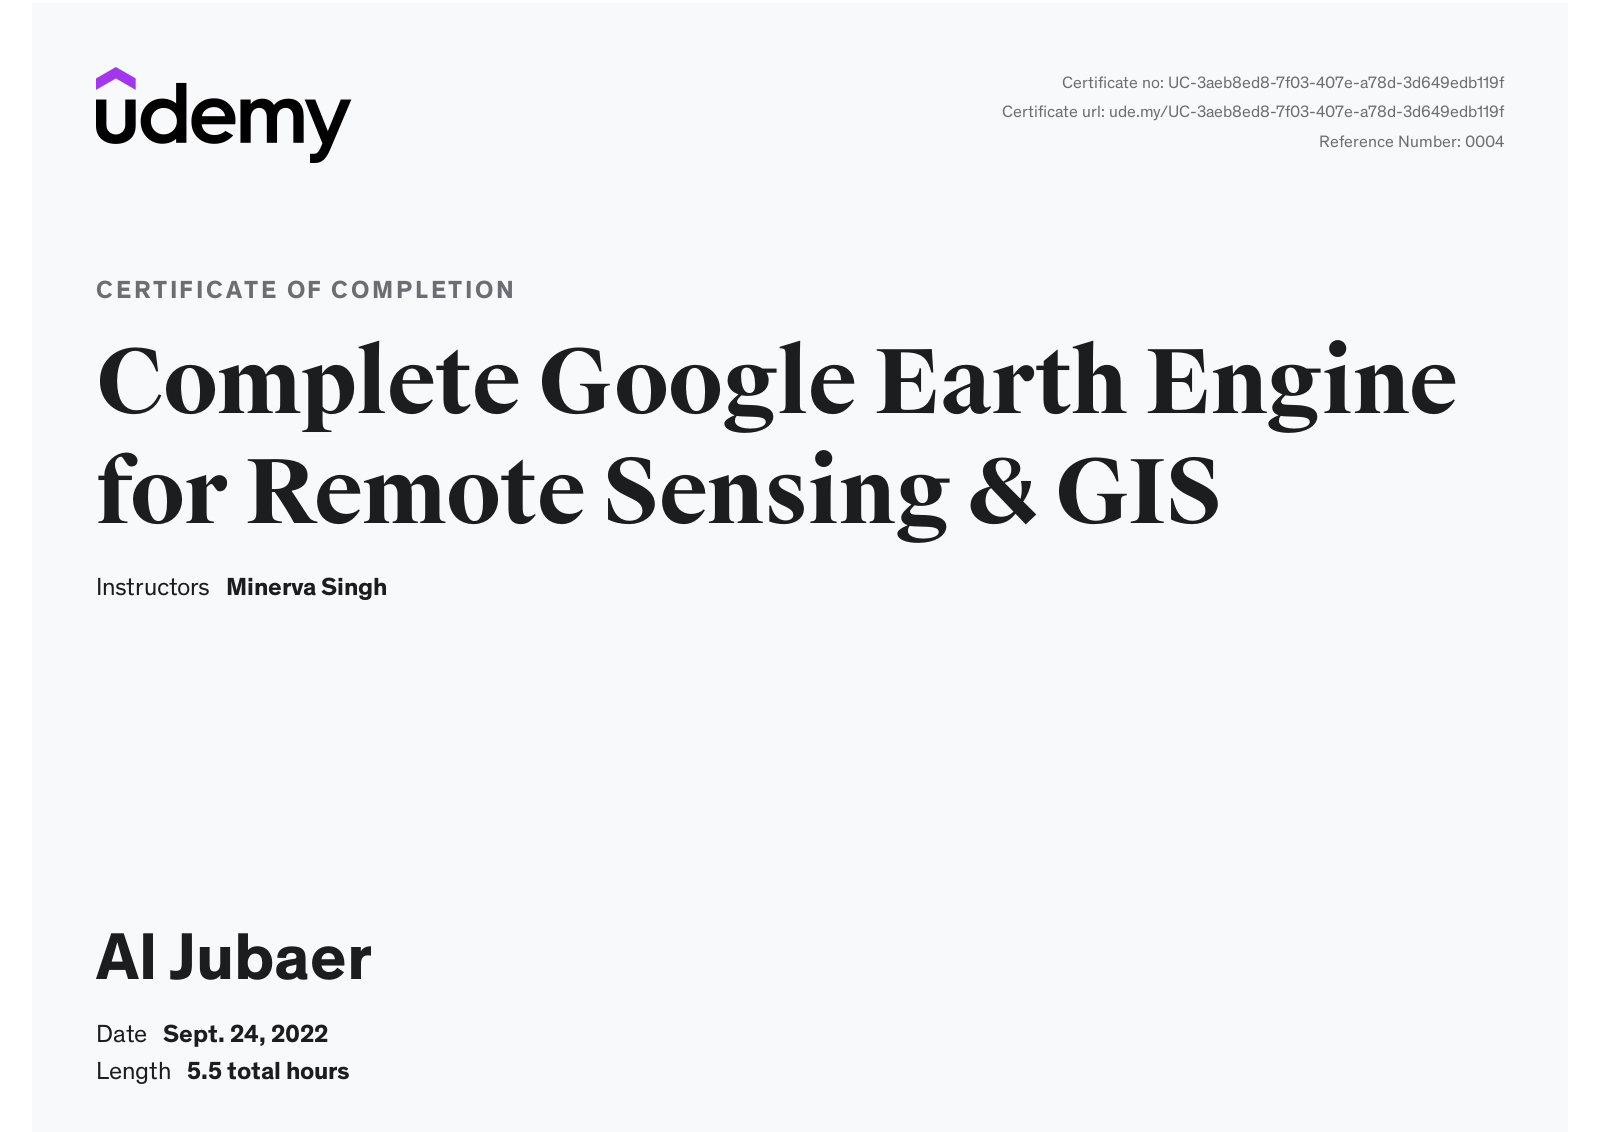 udemy
Certificate no: UC-3aeb8ed8-7f03-407e-a78d-3d649edb119f
Certificate url: ude.my/UC-3aeb8ed8-7f03-407e-a78d-3d649edb119f
Reference Number: 0004
CERTIFICATE OF COMPLETION
Complete Google Earth Engine
for Remote Sensing & GIS
Instructors Minerva Singh
Al Jubaer
Date Sept. 24, 2022
Length 5.5 total hours